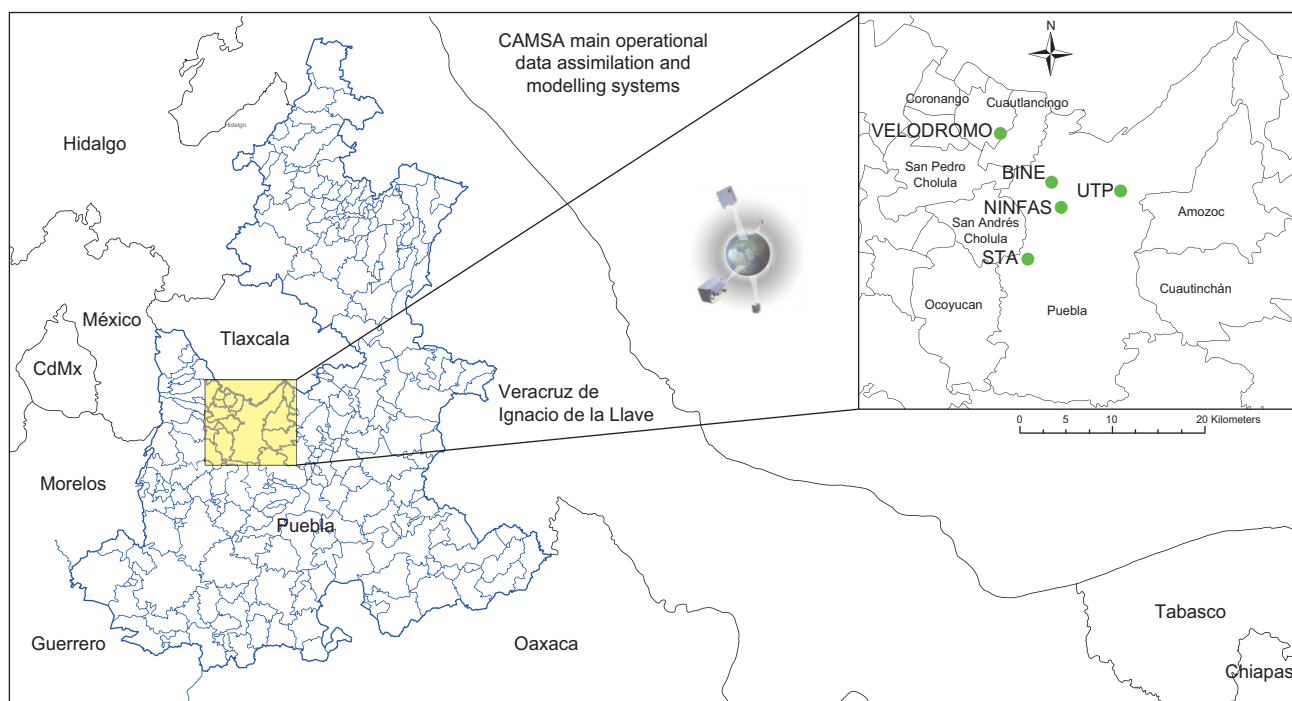 CAMSA main operational
data assimilation and
modelling systems
Hidalgo
Hidalgo
México
CdMx
Tlaxcala
Veracruz de
Ignacio de la Llave
Morelos
Puebla
Guerrero
Oaxaca
Tabasco
Chiapas
N
Coronango
Cuautlancingo
VELODROMO
San Pedro
Cholula
BINE
UTP
NINFAS
San Andrés
Cholula
Amozoc
STA
Ocoyucan
Puebla
Cuautinchán
0 5 10 20 Kilometers